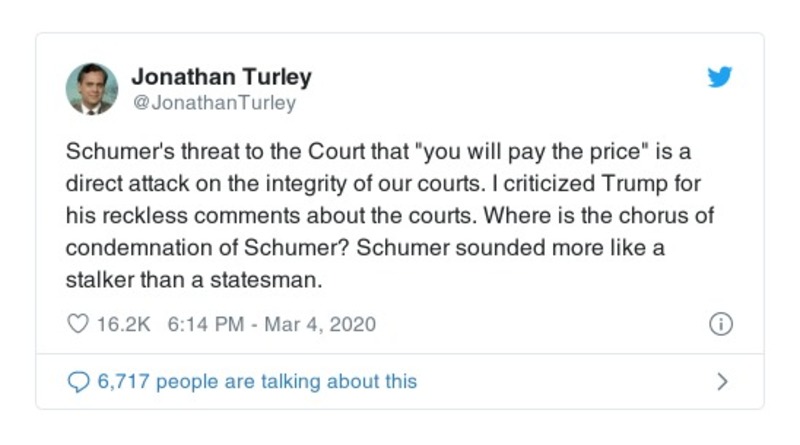 Jonathan Turley
@JonathanTurley
Schumer's threat to the Court that "you will pay the price" is a
direct attack on the integrity of our courts. I criticized Trump for
his reckless comments about the courts. Where is the chorus of
condemnation of Schumer? Schumer sounded more like a
stalker than a statesman.
16.2K 6:14 PM - Mar 4, 2020
6,717 people are talking about this